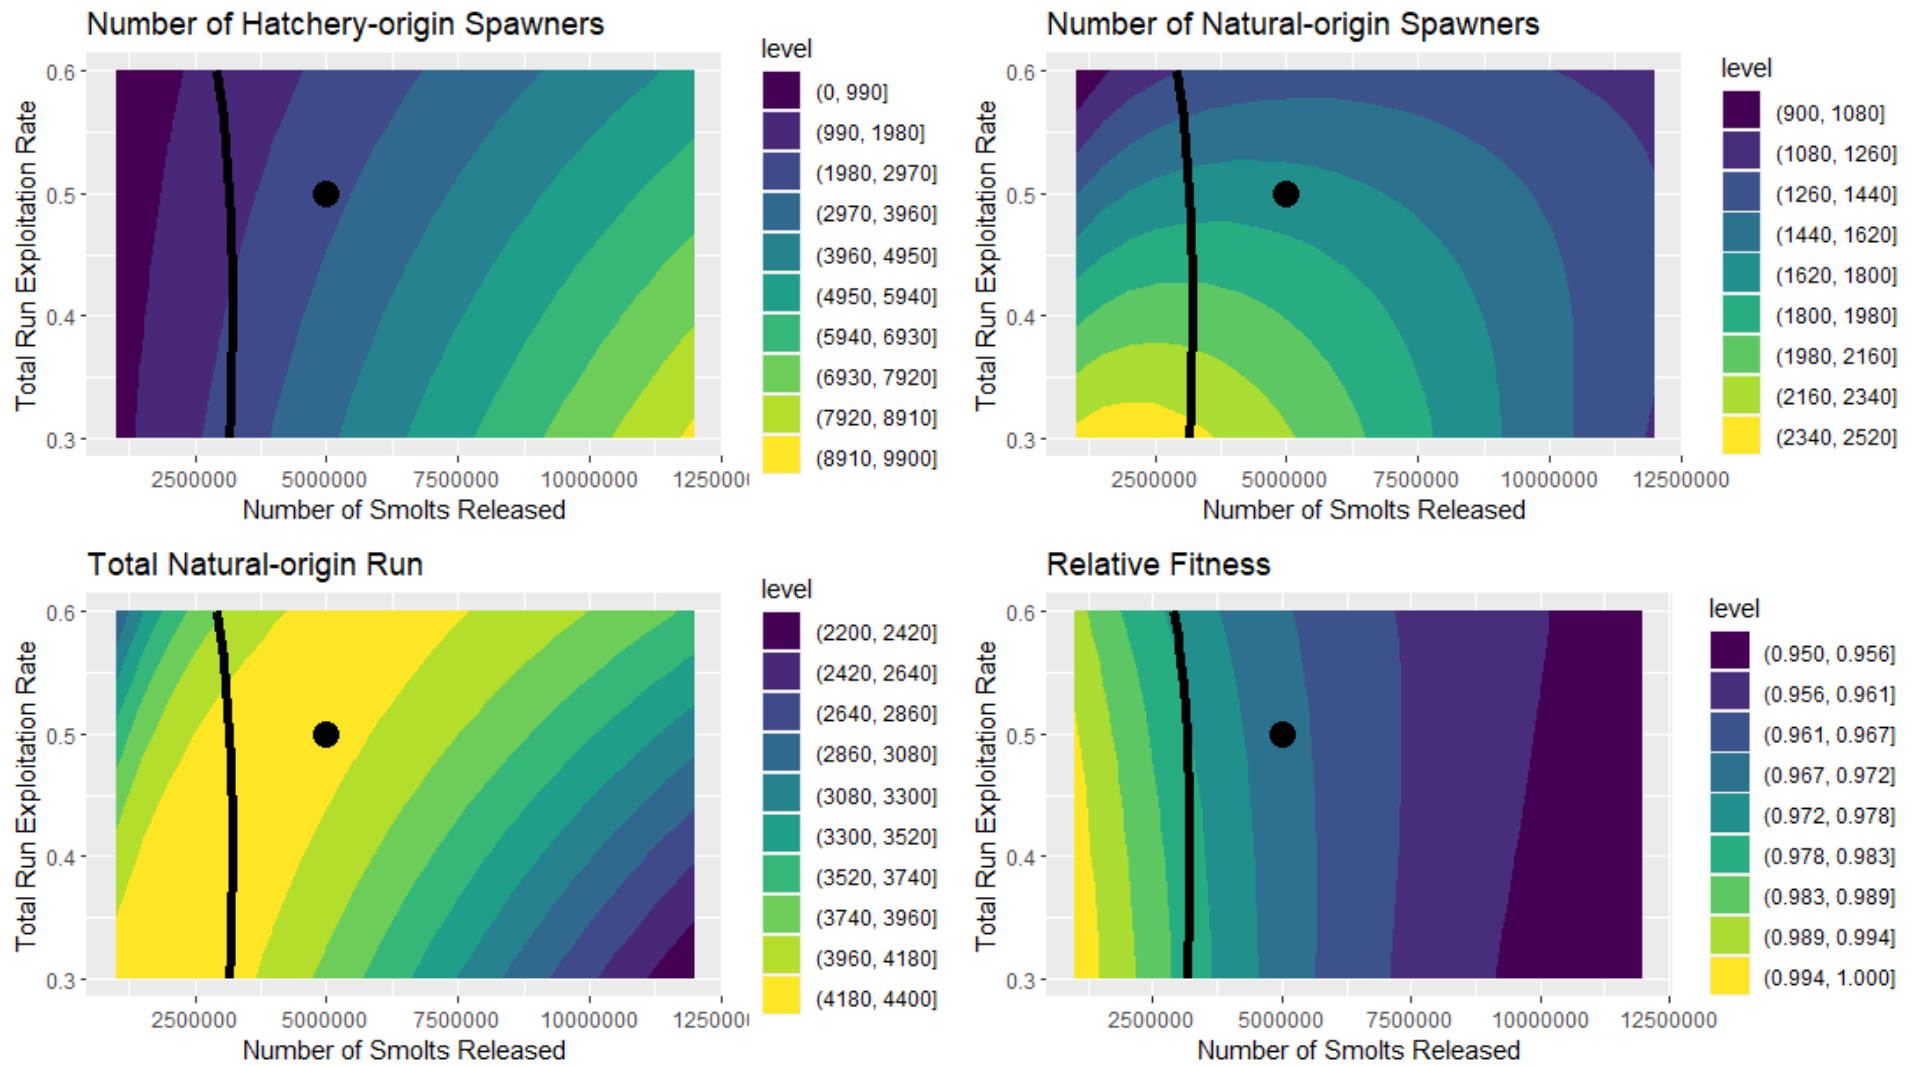 Number of Hatchery-origin Spawners
Total Run Exploitation Rate
0.6
0.5
0.4
0.3
2500000 5000000 7500000 10000000 1250000
Number of Smolts Released
level
(0, 990]
(990, 1980]
(1980, 2970]
(2970, 3960]
(3960, 4950]
(4950, 5940]
(5940, 6930]
(6930, 7920]
(7920, 8910]
(8910, 9900]
Number of Natural-origin Spawners
Total Run Exploitation Rate
0.6
0.5
0.4
0.3
2500000 5000000 7500000 10000000 12500000
Number of Smolts Released
level
(900, 1080]
(1080, 1260]
(1260, 1440]
(1440, 1620]
(1620, 1800]
(1800, 1980]
(1980, 2160]
(2160, 2340]
(2340, 2520]
Total Natural-origin Run
Total Run Exploitation Rate
0.6
0.5
0.4
0.3
2500000 5000000 7500000 10000000 1250000
Number of Smolts Released
level
(2200, 2420]
(2420, 2640]
(2640, 2860]
(2860, 3080]
(3080, 3300]
(3300, 3520]
(3520, 3740]
(3740, 3960]
(3960, 4180]
(4180, 4400]
Relative Fitness
Total Run Exploitation Rate
0.6
0.5
0.4
0.3
2500000 5000000 7500000 10000000 12500000
Number of Smolts Released
level
(0.950, 0.956]
(0.956, 0.961]
(0.961, 0.967]
(0.967, 0.972]
(0.972, 0.978]
(0.978, 0.983]
(0.983, 0.989]
(0.989, 0.994]
(0.994, 1.000]